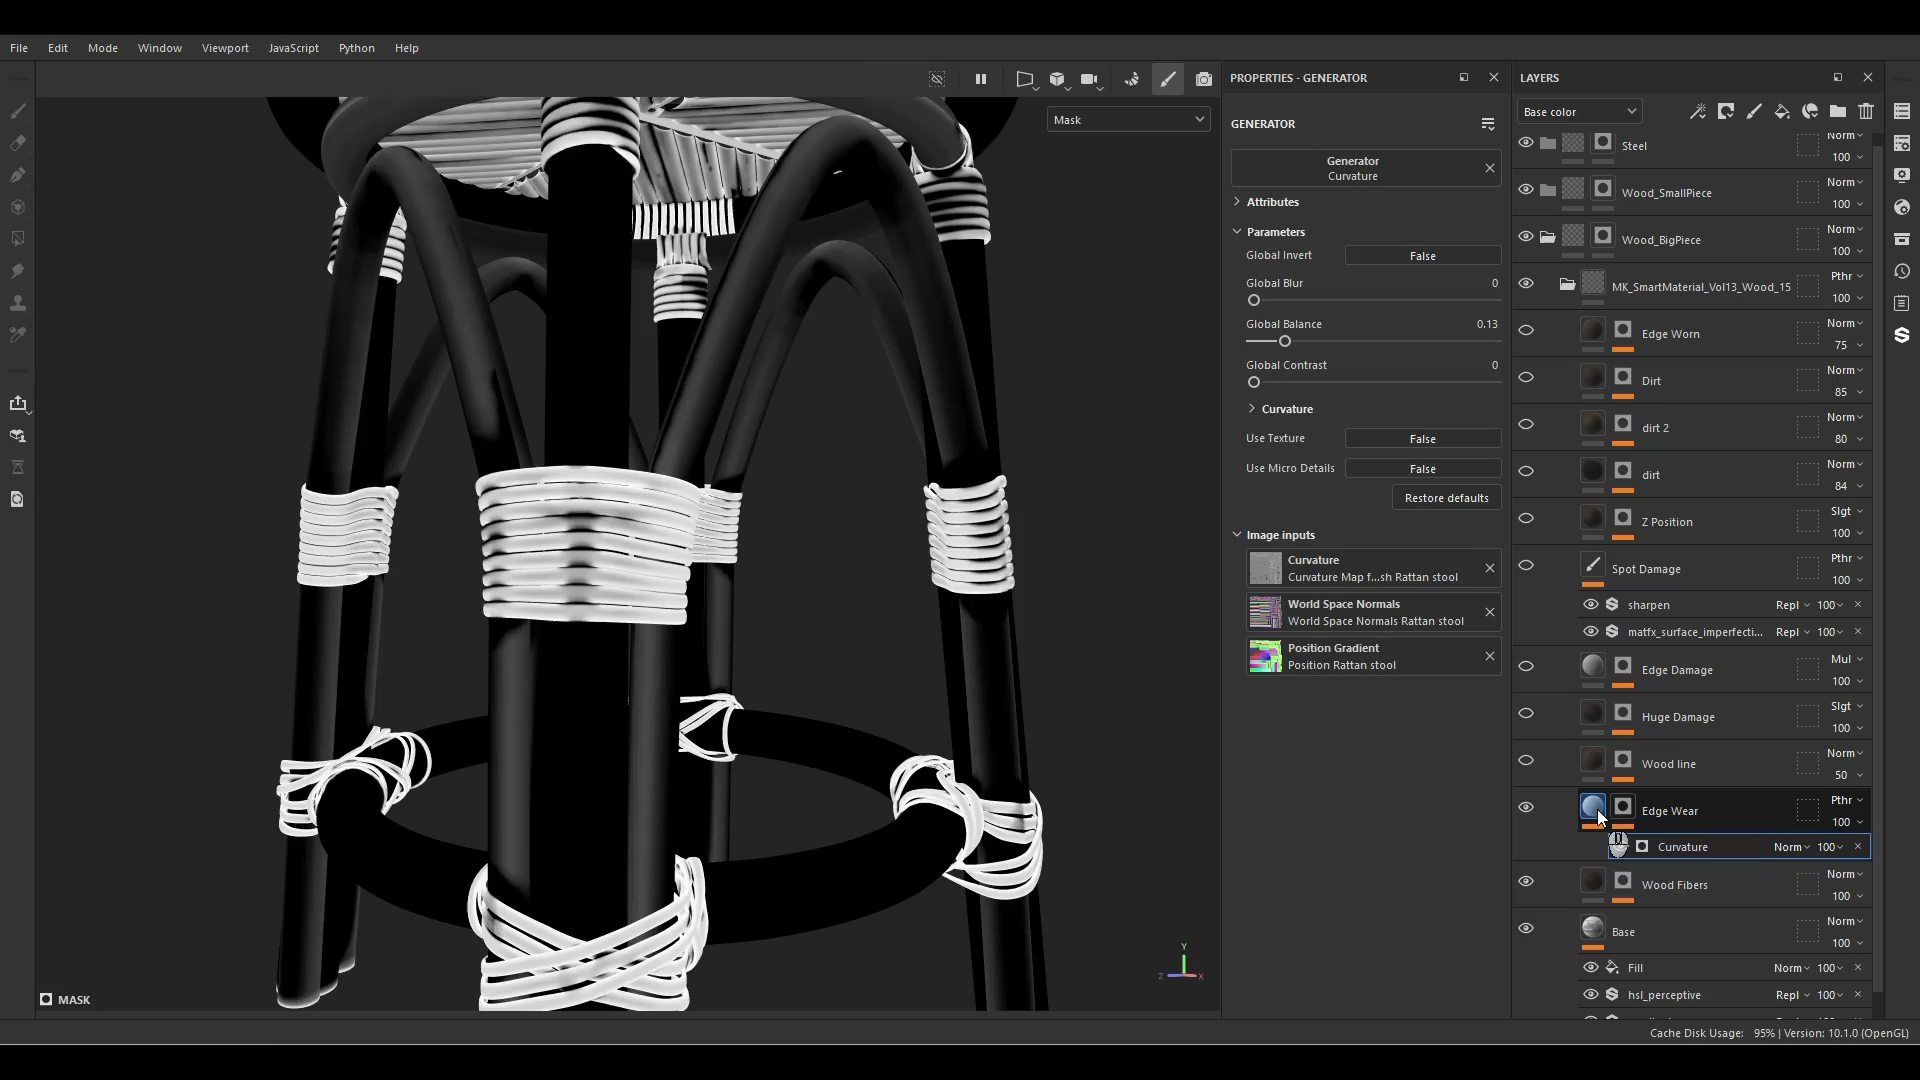 File Edit Mode Window Viewport JavaScript Python Help
Mask
MASK
Y
Z X
PROPERTIES - GENERATOR
GENERATOR
Generator
Curvature
Attributes
Parameters
Global Invert False
Global Blur 0
Global Balance 0.13
Global Contrast 0
Curvature
Use Texture False
Use Micro Details False
Restore defaults
Image inputs
Curvature
Curvature Map f...sh Rattan stool
World Space Normals
World Space Normals Rattan stool
Position Gradient
Position Rattan stool
LAYERS
Base color
Norm
Steel
100
Norm
Wood_SmallPiece
100
Norm
Wood_BigPiece
100
Pthr
MK_SmartMaterial_Vol13_Wood_15
100
Norm
Edge Worn
75
Norm
Dirt
85
Norm
dirt 2
80
Norm
dirt
84
Slgt
Z Position
100
Pthr
Spot Damage
100
sharpen Repl 100
matfx_surface_imperfecti... Repl 100
Mul
Edge Damage
100
Slgt
Huge Damage
100
Norm
Wood line
50
Pthr
Edge Wear
100
Curvature Norm 100
Norm
Wood Fibers
100
Norm
Base
100
Fill Norm 100
hsl_perceptive Repl 100
Cache Disk Usage: 95% | Version: 10.1.0 (OpenGL)